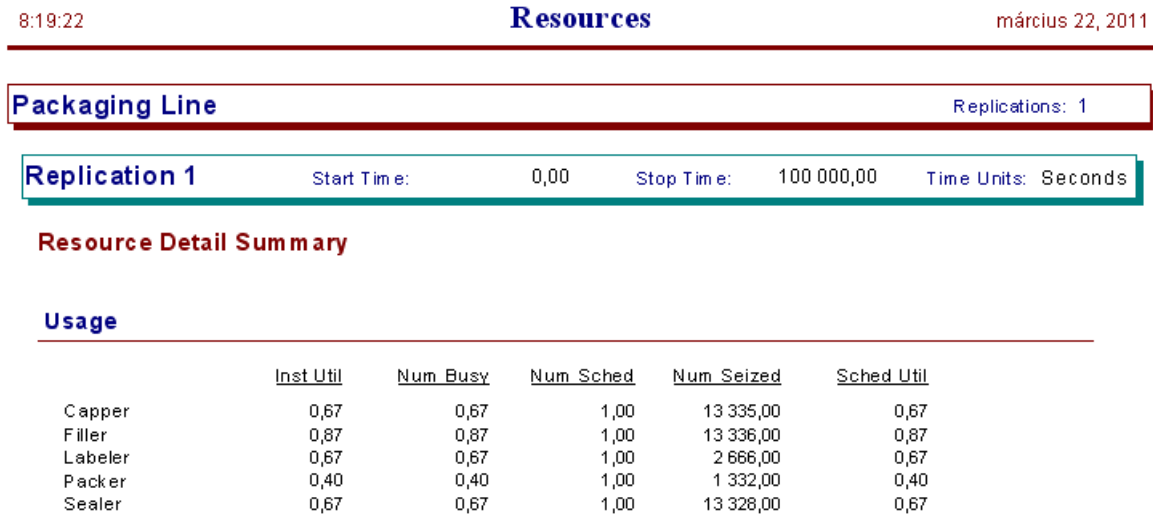 8:19:22 Resources március 22, 2011
Packaging Line Replications: 1
Replication 1 Start Time: 0,00 Stop Time: 100 000,00 Time Units: Seconds
Resource Detail Summary
Usage
Inst Util Num Busy Num Sched Num Seized Sched Util
Capper 0,67 0,67 1,00 13 335,00 0,67
Filler 0,87 0,87 1,00 13 336,00 0,87
Labeler 0,67 0,67 1,00 2 666,00 0,67
Packer 0,40 0,40 1,00 1 332,00 0,40
Sealer 0,67 0,67 1,00 13 328,00 0,67